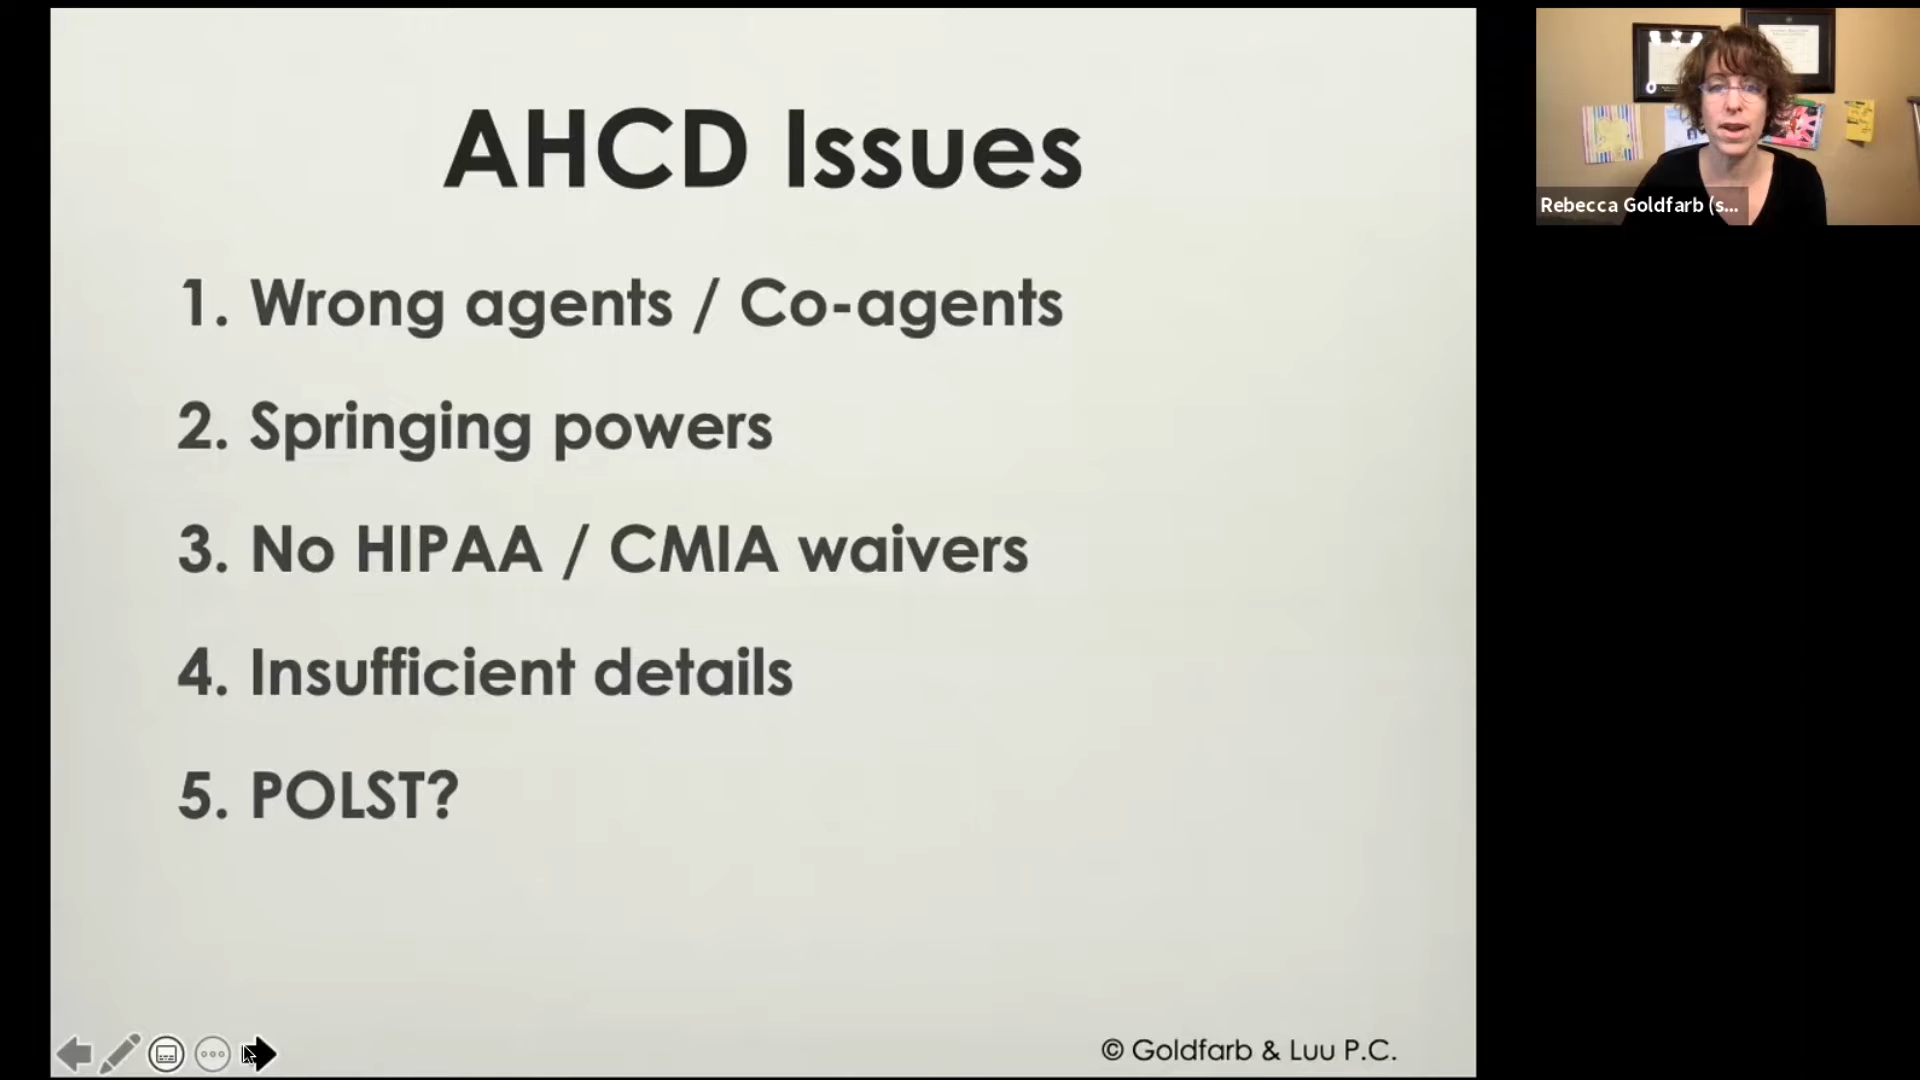 AHCD Issues
1. Wrong agents / Co-agents
2. Springing powers
3. No HIPAA / CMIA waivers
4. Insufficient details
5. POLST?
© Goldfarb & Luu P.C.
Rebecca Goldfarb (s...